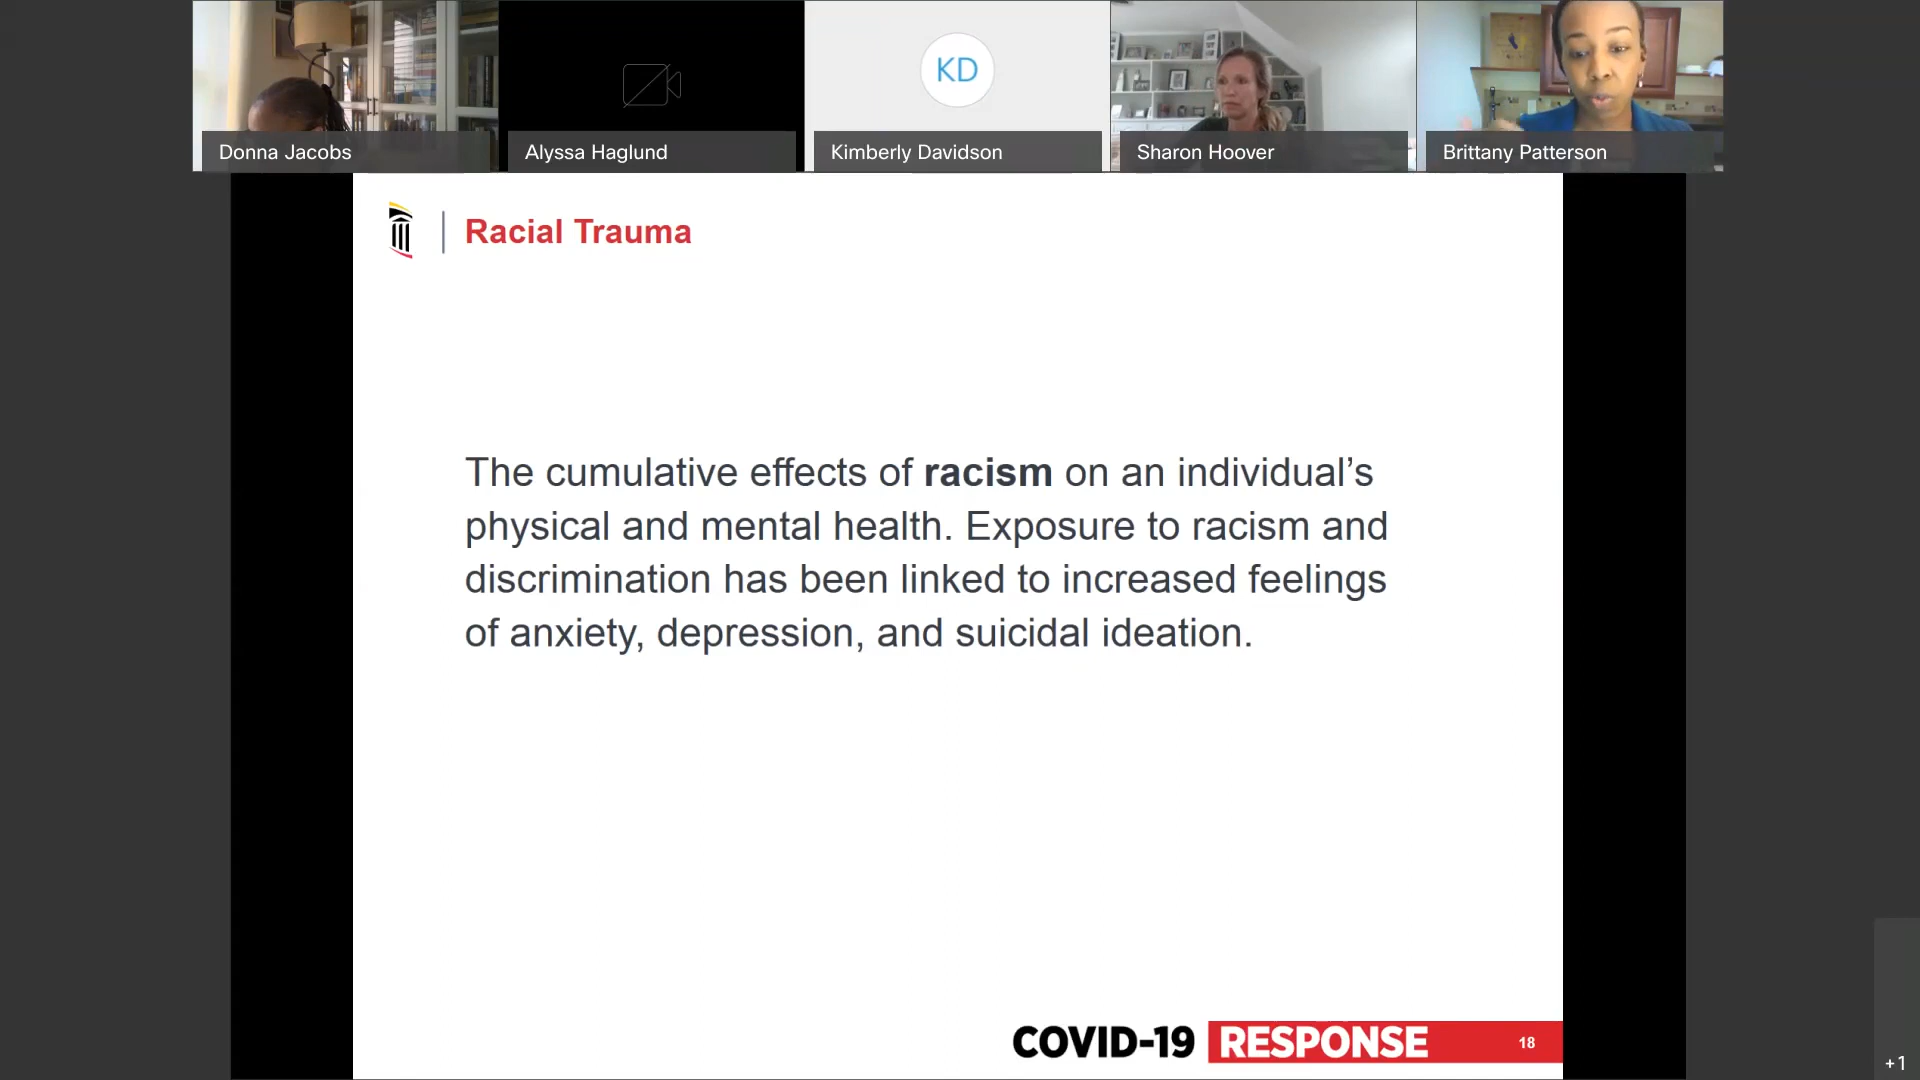 Donna Jacobs
Alyssa Haglund
KD
Kimberly Davidson
Sharon Hoover
Brittany Patterson
Racial Trauma
The cumulative effects of racism on an individual’s
physical and mental health. Exposure to racism and
discrimination has been linked to increased feelings
of anxiety, depression, and suicidal ideation.
COVID-19 RESPONSE 18
+1